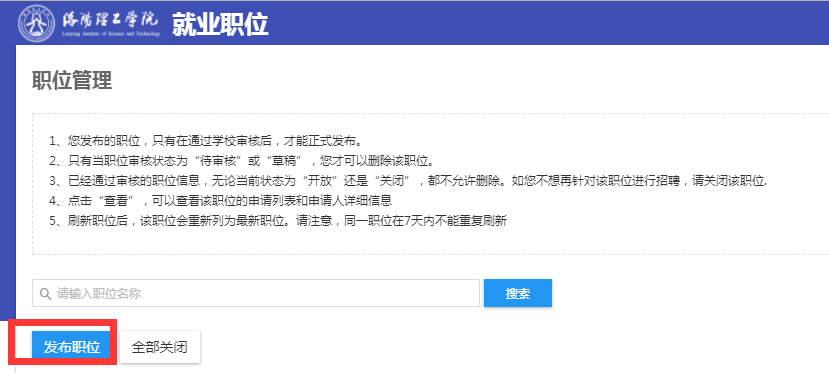 洛陽理工学院
Luoyang Institute of Science and Technology
就业职位
职位管理
1、您发布的职位，只有在通过学校审核后，才能正式发布。
2、只有当职位审核状态为“待审核”或“草稿”，您才可以删除该职位。
3、已经通过审核的职位信息，无论当前状态为“开放”还是“关闭”，都不允许删除。如您不想再针对该职位进行招聘，请关闭该职位.
4、点击“查看”，可以查看该职位的申请列表和申请人详细信息
5、刷新职位后，该职位会重新列为最新职位。请注意，同一职位在7天内不能重复刷新
请输入职位名称
搜索
发布职位
全部关闭